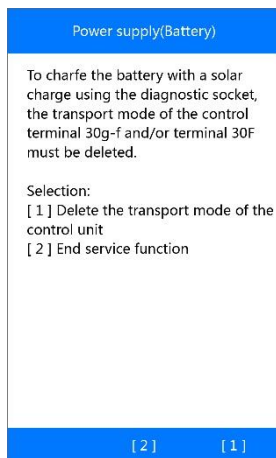 Power supply(Battery)
To charfe the battery with a solar
charge using the diagnostic socket,
the transport mode of the control
terminal 30g-f and/or terminal 30F
must be deleted.
Selection:
[ 1 ] Delete the transport mode of the
control unit
[ 2 ] End service function
[ 2 ] [ 1 ]